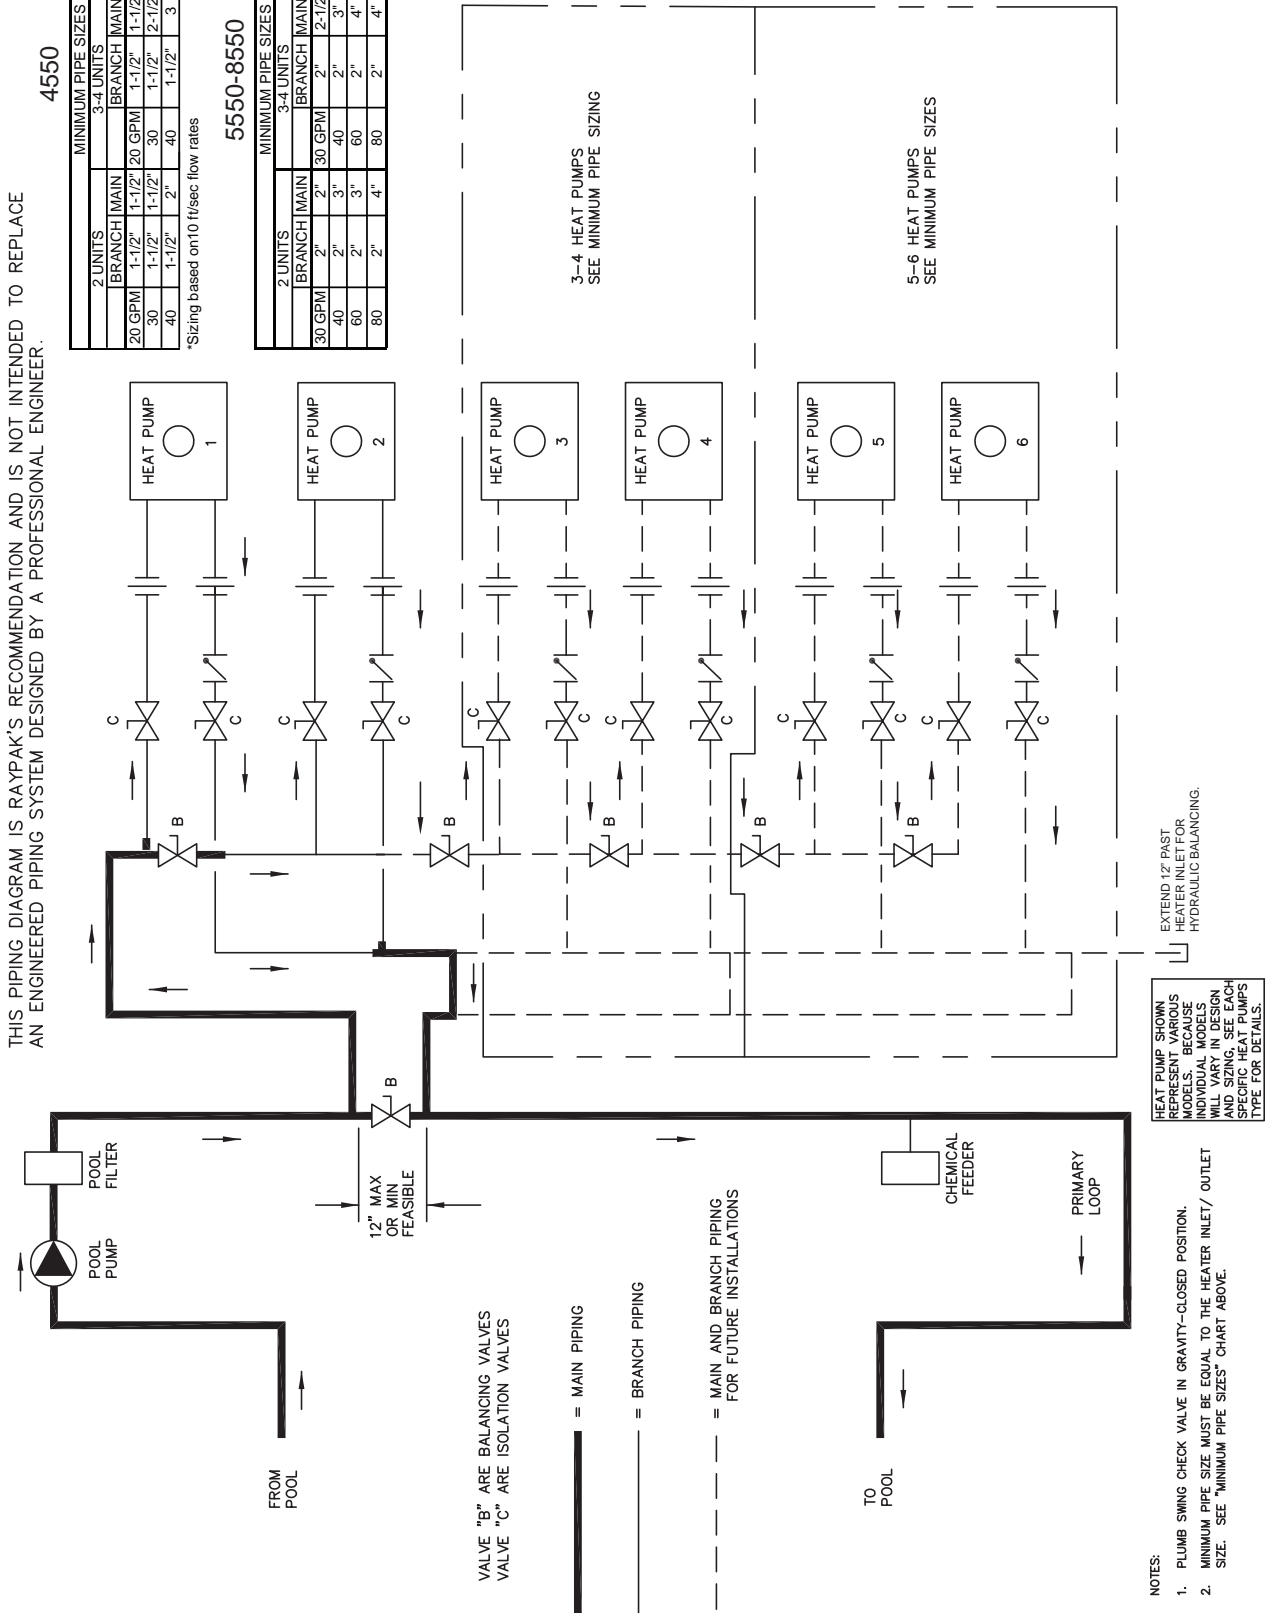 THIS PIPING DIAGRAM IS RAYPAK'S RECOMMENDATION AND IS NOT INTENDED TO REPLACE
AN ENGINEERED PIPING SYSTEM DESIGNED BY A PROFESSIONAL ENGINEER.
4550
MINIMUM PIPE SIZES
2 UNITS 3-4 UNITS
BRANCH MAIN BRANCH MAIN
20 GPM 1-1/2" 1-1/2" 20 GPM 1-1/2"
30 1-1/2" 1-1/2" 30 1-1/2"
40 1-1/2" 2" 40 1-1/2" 3
*Sizing based on10 ft/sec flow rates
5550-8550
MINIMUM PIPE SIZES
2 UNITS 3-4 UNITS
BRANCH MAIN BRANCH MAIN
30 GPM 2" 2" 30 GPM 2"
40 2" 3" 40 2" 3"
60 2" 3" 60 2" 4"
80 2" 4" 80 2" 4"
HEAT PUMP
1
HEAT PUMP
2
HEAT PUMP
3
HEAT PUMP
4
HEAT PUMP
5
HEAT PUMP
6
C
C
C
C
C
C
C
C
C
C
C
C
B
B
B
B
B
B
3-4 HEAT PUMPS
SEE MINIMUM PIPE SIZING
5-6 HEAT PUMPS
SEE MINIMUM PIPE SIZES
POOL
FILTER
POOL
PUMP
12" MAX
OR MIN
FEASIBLE
FROM
POOL
CHEMICAL
FEEDER
PRIMARY
LOOP
TO
POOL
EXTEND 12" PAST
HEATER INLET FOR
HYDRAULIC BALANCING.
HEAT PUMP SHOWN
REPRESENT VARIOUS
MODELS. BECAUSE
INDIVIDUAL MODELS
WILL VARY IN DESIGN
AND SIZING, SEE EACH
SPECIFIC HEAT PUMPS
TYPE FOR DETAILS.
VALVE "B" ARE BALANCING VALVES
VALVE "C" ARE ISOLATION VALVES
= MAIN PIPING
= BRANCH PIPING
= MAIN AND BRANCH PIPING
FOR FUTURE INSTALLATIONS
NOTES:
1. PLUMB SWING CHECK VALVE IN GRAVITY-CLOSED POSITION.
2. MINIMUM PIPE SIZE MUST BE EQUAL TO THE HEATER INLET/ OUTLET
SIZE. SEE "MINIMUM PIPE SIZES" CHART ABOVE.